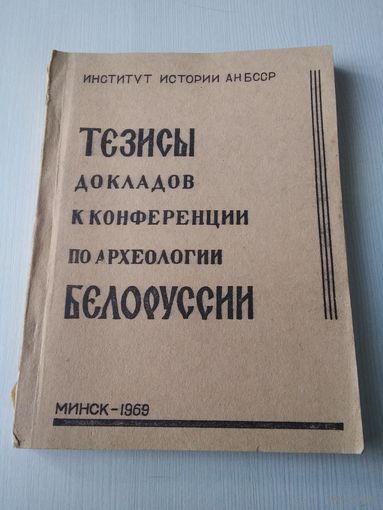 ИНСТИТУТ ИСТОРИИ АН БССР
ТЕЗИСЫ
ДОКЛАДОВ
К КОНФЕРЕНЦИИ
ПО АРХЕОЛОГИИ
БЕЛОРУССИИ
МИНСК-1969